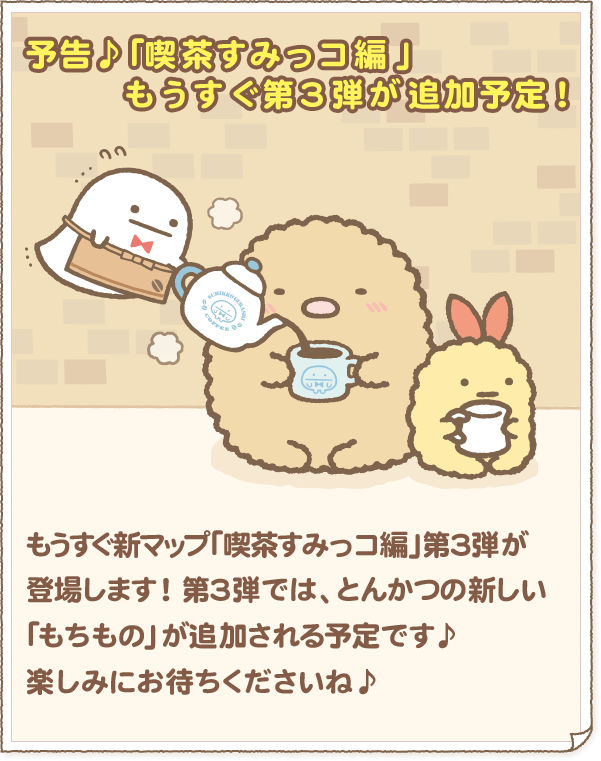 予告♪「喫茶すみっコ編」
もうすぐ第3弾が追加予定！
SUMIKKOGURASHI
COFFEE
もうすぐ新マップ「喫茶すみっコ編」第3弾が
登場します！第3弾では、とんかつの新しい
「もちもの」が追加される予定です♪
楽しみにお待ちくださいね♪